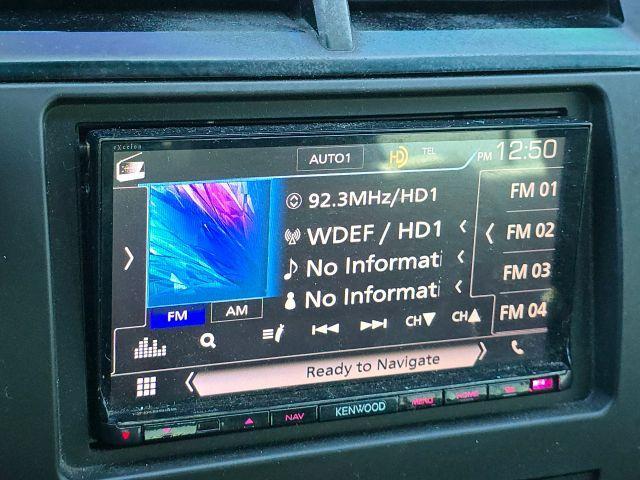 eXcelon
AUTO1
HD
TEL
PM 12:50
92.3MHz/HD1
WDEF / HD1
No Informati
No Informati
FM 01
FM 02
FM 03
FM 04
FM
AM
CH▼
CH▲
Ready to Navigate
NAV
KENWOOD
MENU
HOME